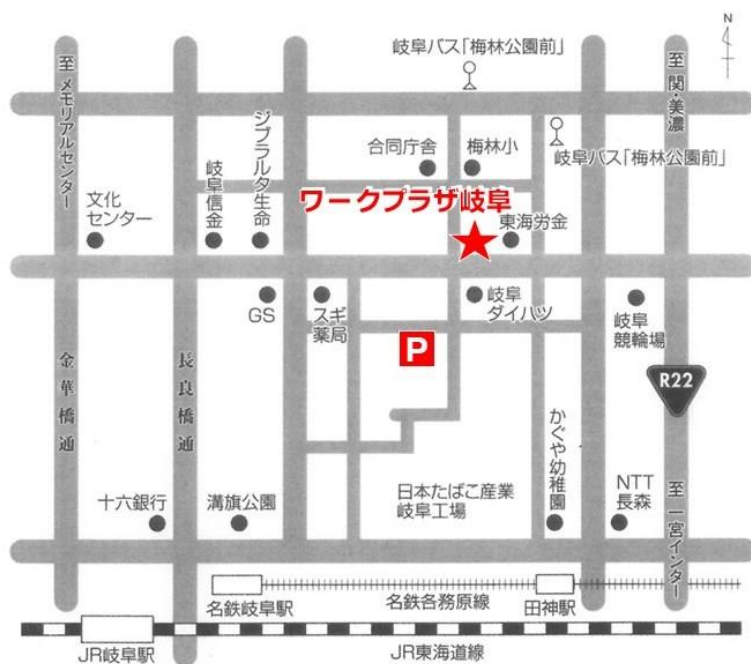 N
岐阜バス「梅林公園前」
至 メモリアルセンター
至 関・美濃
ジブラルタ生命
岐阜信金
合同庁舎
梅林小
岐阜バス「梅林公園前」
文化
センター
ワークプラザ岐阜
東海労金
GS
スギ
薬局
岐阜
ダイハツ
岐阜
競輪場
P
金華橋通
長良橋通
R22
かぐや幼稚園
十六銀行
溝旗公園
日本たばこ産業
岐阜工場
NTT
長森
至 一宮インター
名鉄岐阜駅
名鉄各務原線
田神駅
JR岐阜駅
JR東海道線